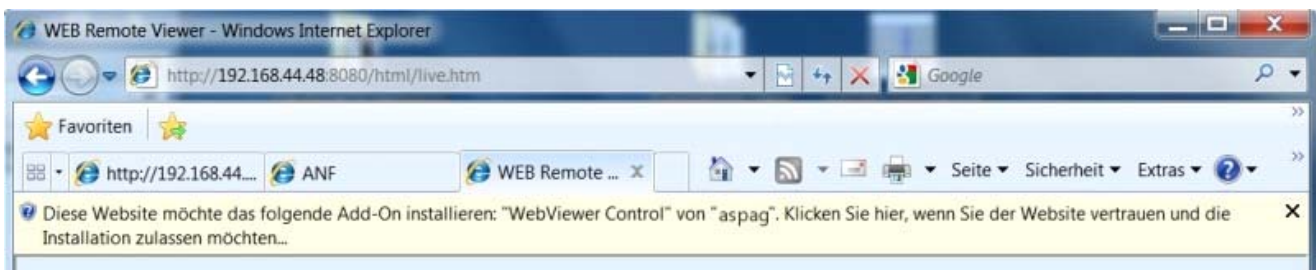 WEB Remote Viewer - Windows Internet Explorer
http://192.168.44.48:8080/html/live.htm
Google
Favoriten
http://192.168.44.... ANF WEB Remote ... Seite Sicherheit Extras
Diese Website möchte das folgende Add-On installieren: "WebViewer Control" von "aspag". Klicken Sie hier, wenn Sie der Website vertrauen und die
Installation zulassen möchten...